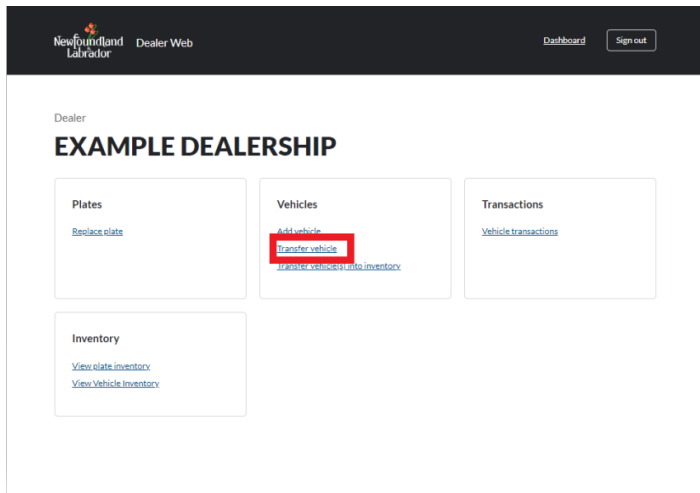 Newfoundland
Labrador
Dealer Web
Dashboard
Sign out
Dealer
EXAMPLE DEALERSHIP
Plates
Replace plate
Vehicles
Add vehicle
Transfer vehicle
Transfer vehicle(s) into inventory
Transactions
Vehicle transactions
Inventory
View plate inventory
View Vehicle Inventory